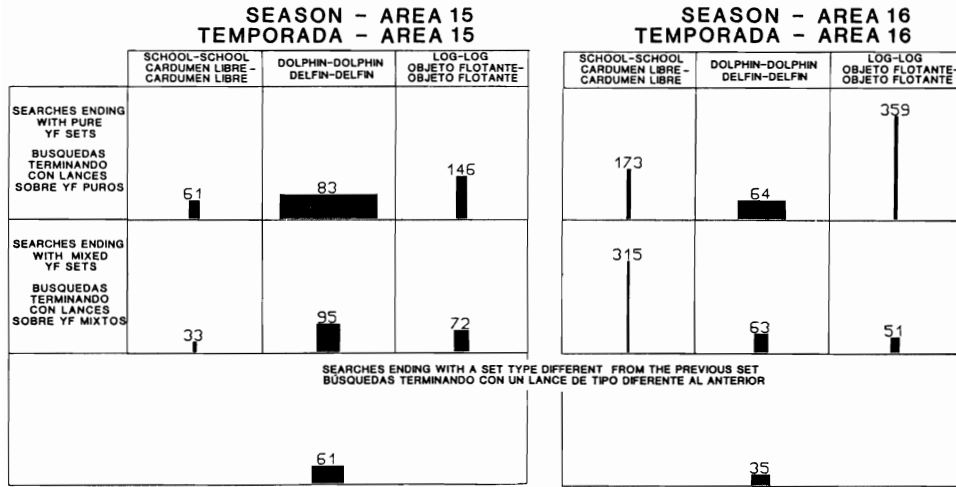 SEASON - AREA 15
TEMPORADA - AREA 15
SEASON - AREA 16
TEMPORADA - AREA 16
SCHOOL-SCHOOL
CARDUMEN LIBRE-
CARDUMEN LIBRE
DOLPHIN-DOLPHIN
DELFIN-DELFIN
LOG-LOG
OBJETO FLOTANTE-
OBJETO FLOTANTE
SCHOOL-SCHOOL
CARDUMEN LIBRE-
CARDUMEN LIBRE
DOLPHIN-DOLPHIN
DELFIN-DELFIN
LOG-LOG
OBJETO FLOTANTE-
OBJETO FLOTANTE
SEARCHES ENDING
WITH PURE
YF SETS
BUSQUEDAS
TERMINANDO
CON LANCES
SOBRE YF PUROS
61
83
146
173
64
359
SEARCHES ENDING
WITH MIXED
YF SETS
BUSQUEDAS
TERMINANDO
CON LANCES
SOBRE YF MIXTOS
33
95
72
315
63
51
SEARCHES ENDING WITH A SET TYPE DIFFERENT FROM THE PREVIOUS SET
BÚSQUEDAS TERMINANDO CON UN LANCE DE TIPO DIFERENTE AL ANTERIOR
61
35